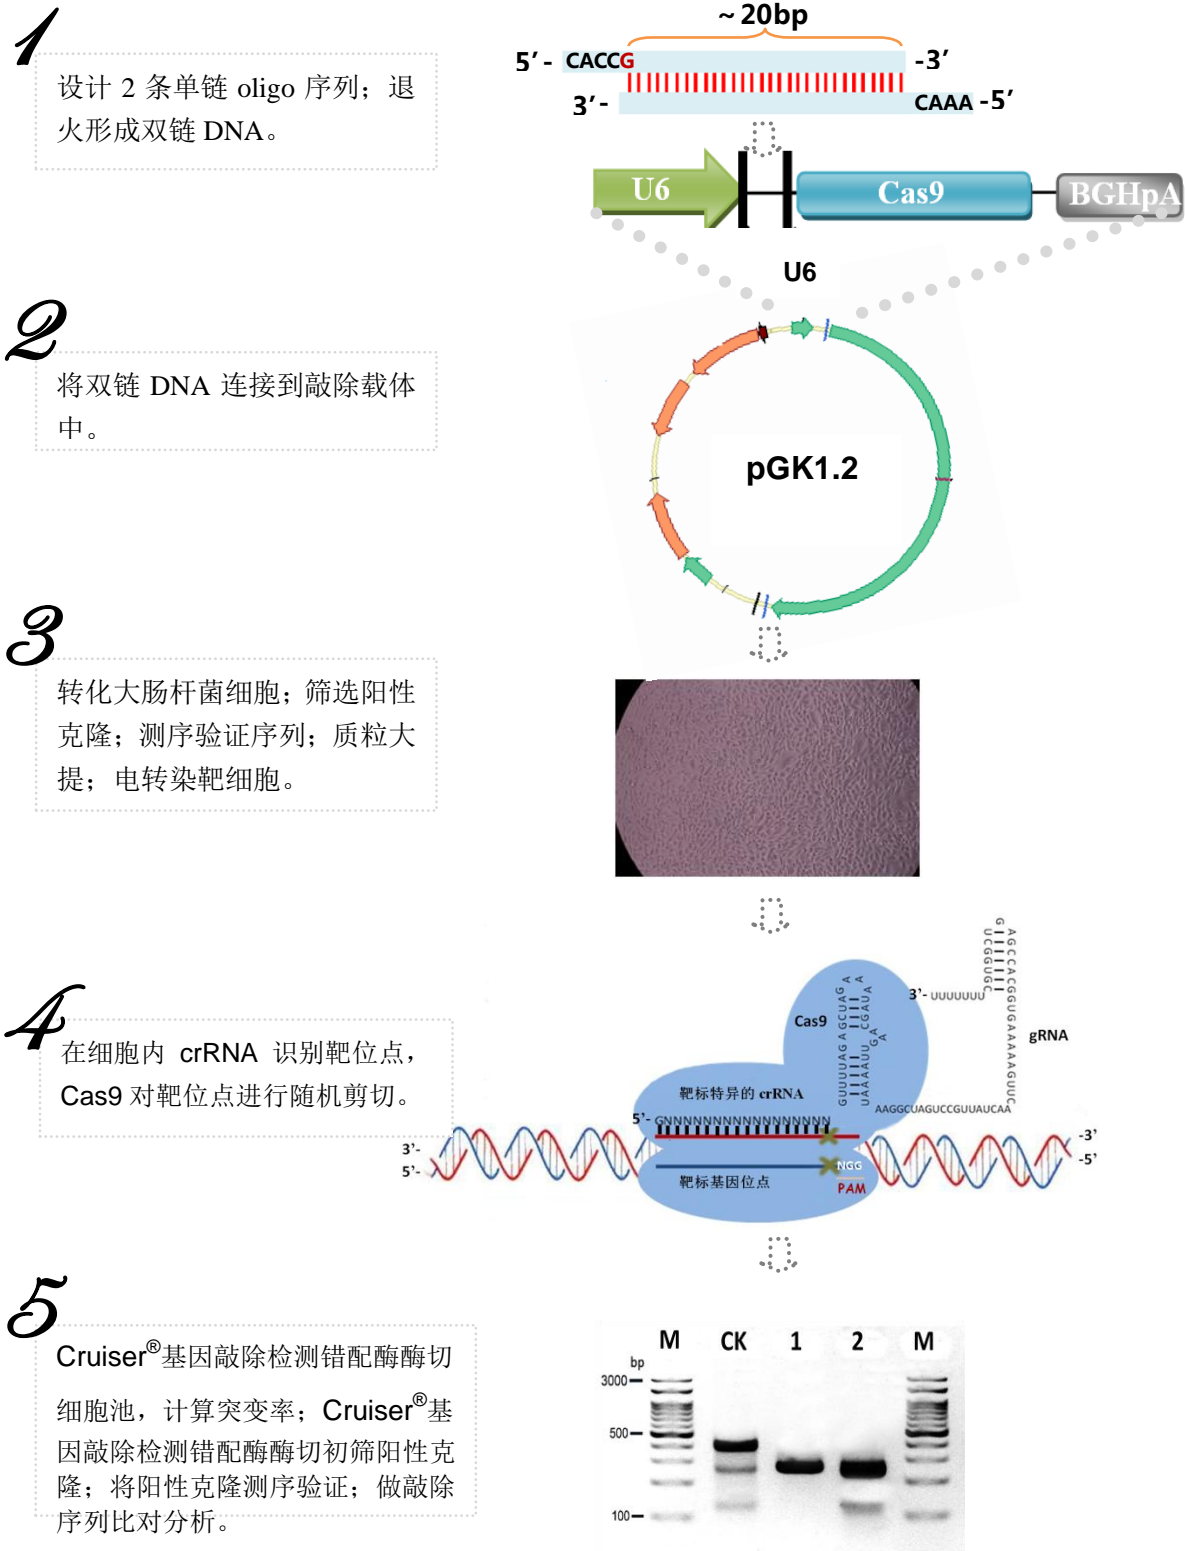 1
~20bp
5′- CACCG -3′
3′- CAAA -5′
设计 2 条单链 oligo 序列；退
火形成双链 DNA。
U6 Cas9 BGHpA
U6
2
将双链 DNA 连接到敲除载体
中。
pGK1.2
3
转化大肠杆菌细胞；筛选阳性
克隆；测序验证序列；质粒大
提；电转染靶细胞。
4
在细胞内 crRNA 识别靶位点，
Cas9 对靶位点进行随机剪切。
Cas9
3’- UUUUUUU
gRNA
靶标特异的 crRNA
AAGGCUAGUCCGUUAUCAA
5’-
3’- -3’
5’- -5’
NGG
靶标基因位点
PAM
5
Cruiser®基因敲除检测错配酶酶切
细胞池，计算突变率；Cruiser®基
因敲除检测错配酶酶切初筛阳性克
隆；将阳性克隆测序验证；做敲除
序列比对分析。
M CK 1 2 M
bp
3000
500
100